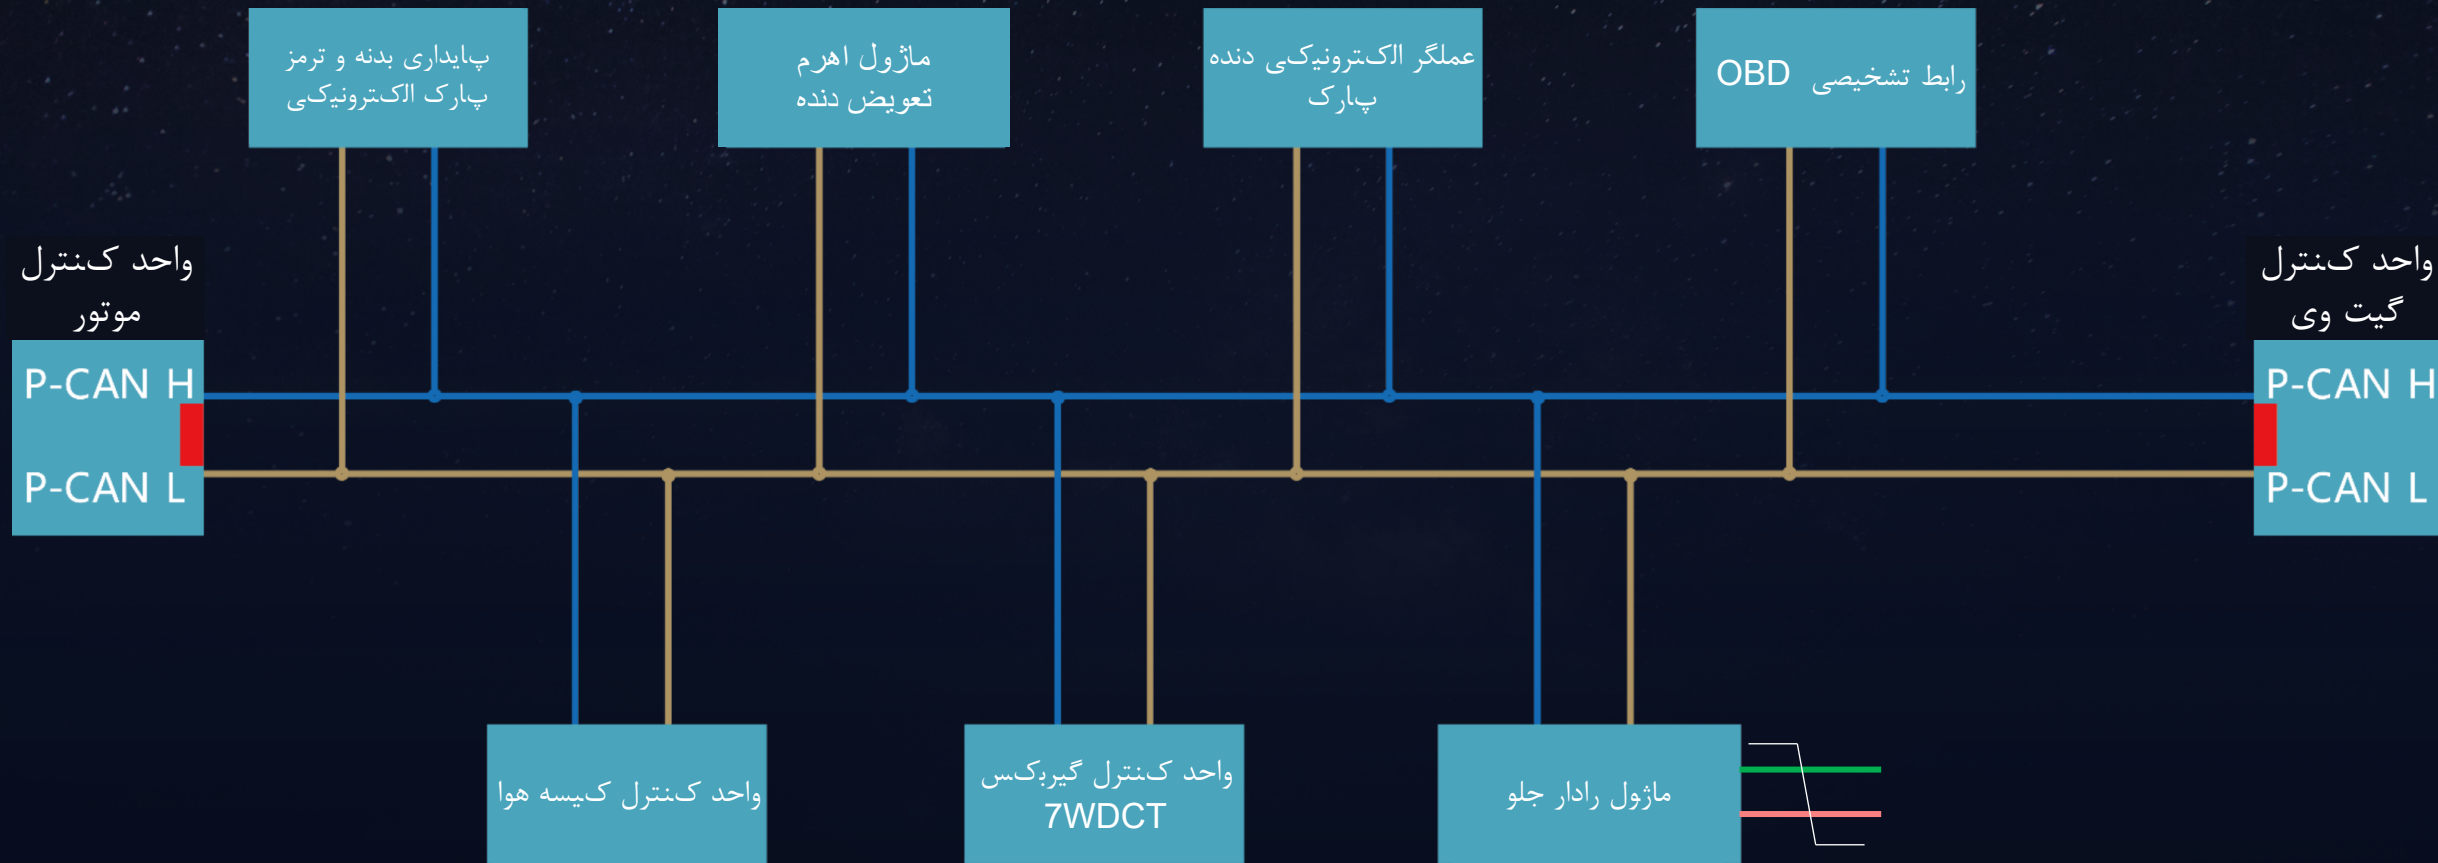 پایداری بدنه و ترمز
پارک الکترونیکی
ماژول اهرم
تعویض دنده
عملگر الکترونیکی دنده
پارک
رابط تشخیصی OBD
واحد کنترل
موتور
P-CAN H
P-CAN L
واحد کنترل
گیت وی
P-CAN H
P-CAN L
واحد کنترل کیسه هوا
واحد کنترل گیربکس
7WDCT
ماژول رادار جلو